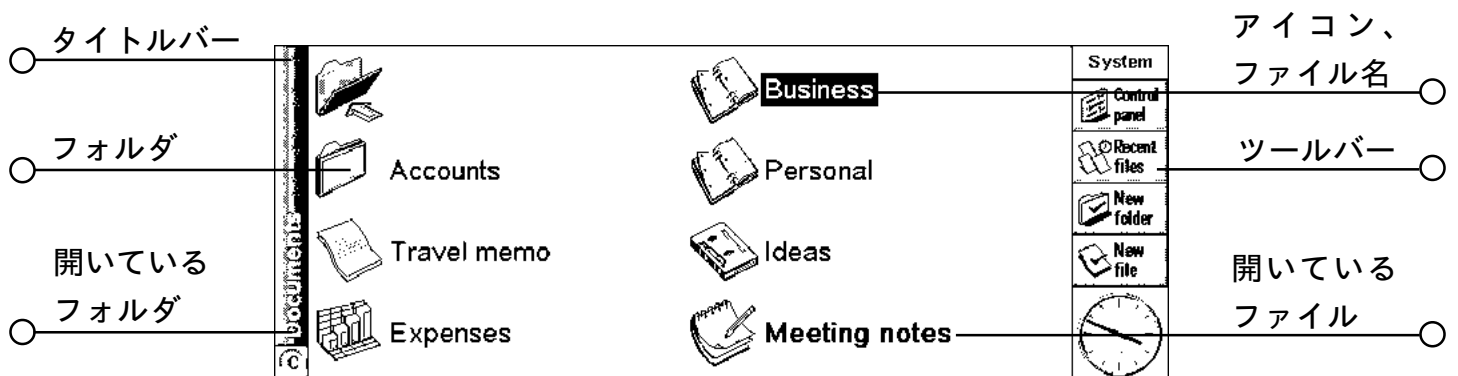 タイトルバー
フォルダ
開いている
フォルダ
Documents
C
Accounts
Travel memo
Expenses
Business
Personal
Ideas
Meeting notes
System
Control
panel
Recent
files
New
folder
New
file
アイコン、
ファイル名
ツールバー
開いている
ファイル